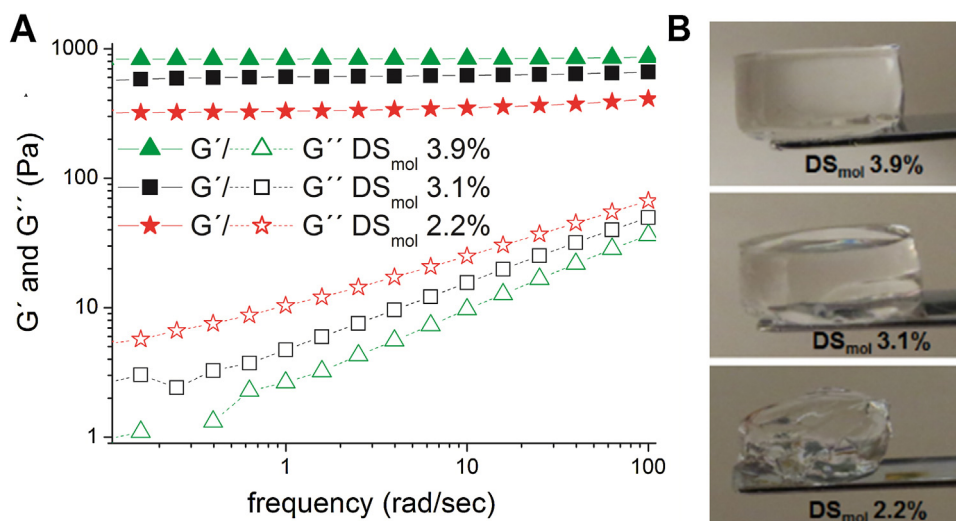 A
G´ and G´´ (Pa)
1000
100
10
1
G´/ G´´ DSmol 3.9%
G´/ G´´ DSmol 3.1%
G´/ G´´ DSmol 2.2%
1 10 100
frequency (rad/sec)
B
DSmol 3.9%
DSmol 3.1%
DSmol 2.2%